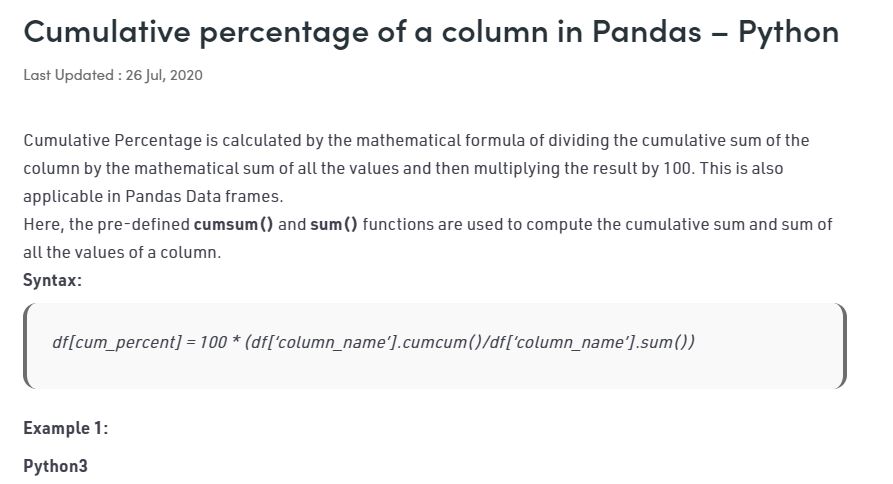 Cumulative percentage of a column in Pandas – Python
Last Updated : 26 Jul, 2020
Cumulative Percentage is calculated by the mathematical formula of dividing the cumulative sum of the
column by the mathematical sum of all the values and then multiplying the result by 100. This is also
applicable in Pandas Data frames.
Here, the pre-defined cumsum() and sum() functions are used to compute the cumulative sum and sum of
all the values of a column.
Syntax:
df[cum_percent] = 100 * (df[‘column_name’].cumcum()/df[‘column_name’].sum())
Example 1:
Python3